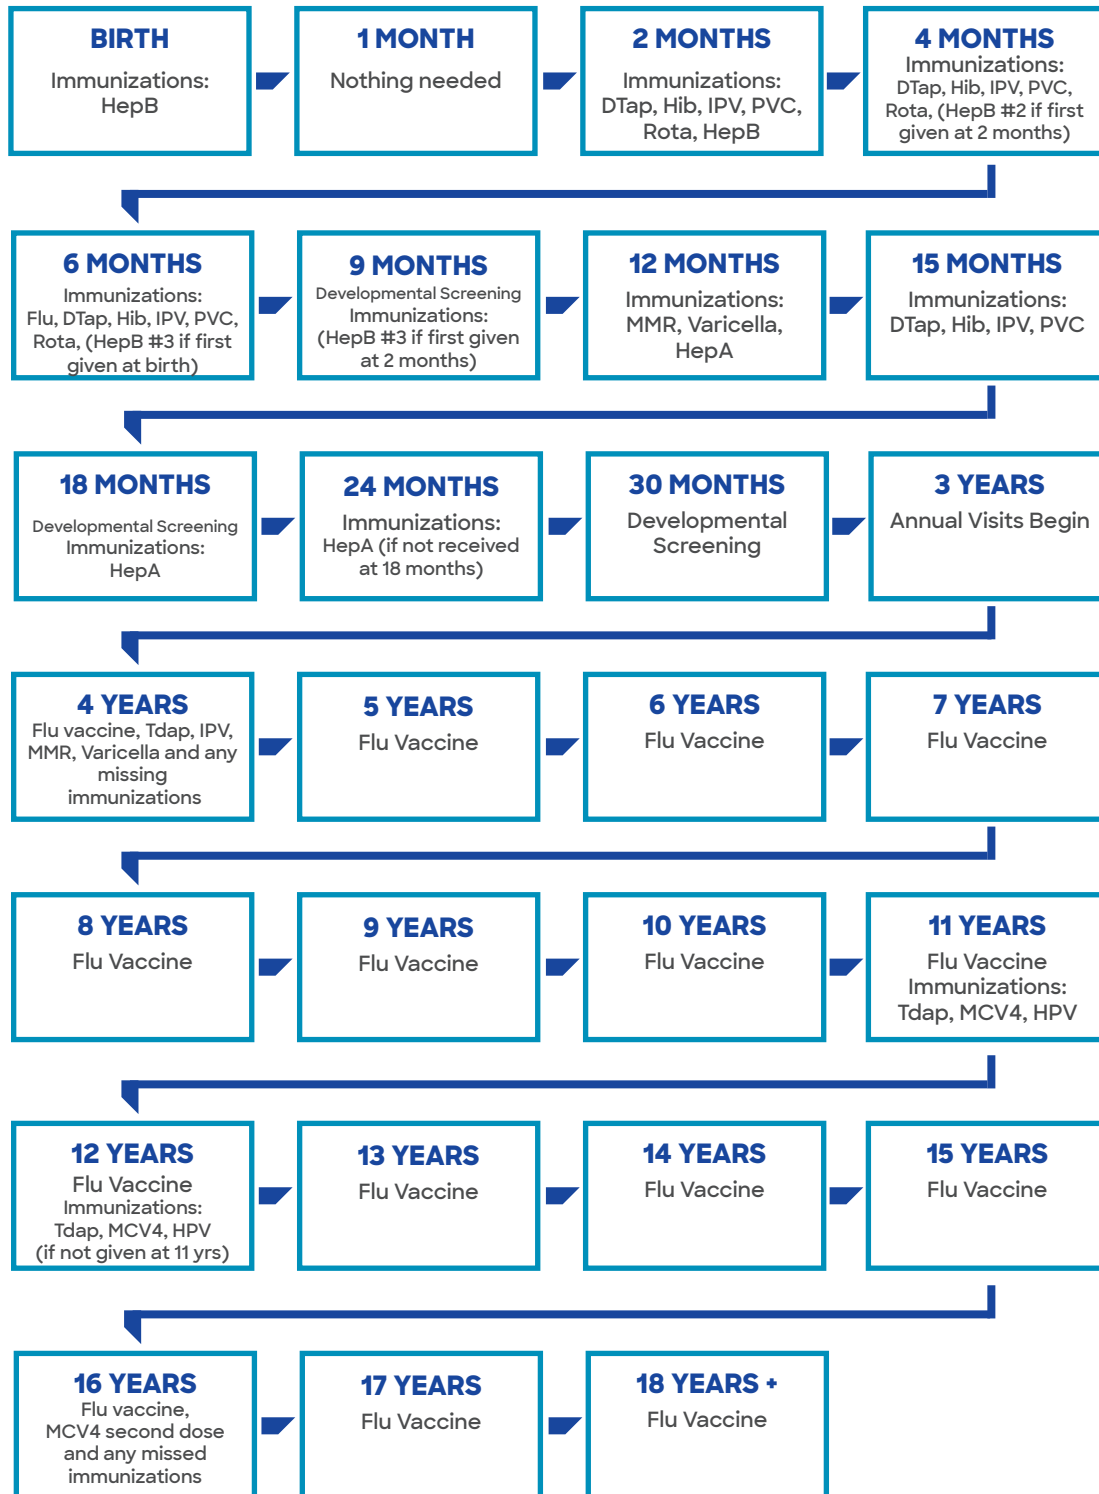 BIRTH
Immunizations:
HepB
1 MONTH
Nothing needed
2 MONTHS
Immunizations:
DTap, Hib, IPV, PVC,
Rota, HepB
4 MONTHS
Immunizations:
DTap, Hib, IPV, PVC,
Rota, (HepB #2 if first
given at 2 months)
6 MONTHS
Immunizations:
Flu, DTap, Hib, IPV, PVC,
Rota, (HepB #3 if first
given at birth)
9 MONTHS
Developmental Screening
Immunizations:
(HepB #3 if first given
at 2 months)
12 MONTHS
Immunizations:
MMR, Varicella,
HepA
15 MONTHS
Immunizations:
DTap, Hib, IPV, PVC
18 MONTHS
Developmental Screening
Immunizations:
HepA
24 MONTHS
Immunizations:
HepA (if not received
at 18 months)
30 MONTHS
Developmental
Screening
3 YEARS
Annual Visits Begin
4 YEARS
Flu vaccine, Tdap, IPV,
MMR, Varicella and any
missing
immunizations
5 YEARS
Flu Vaccine
6 YEARS
Flu Vaccine
7 YEARS
Flu Vaccine
8 YEARS
Flu Vaccine
9 YEARS
Flu Vaccine
10 YEARS
Flu Vaccine
11 YEARS
Flu Vaccine
Immunizations:
Tdap, MCV4, HPV
12 YEARS
Flu Vaccine
Immunizations:
Tdap, MCV4, HPV
(if not given at 11 yrs)
13 YEARS
Flu Vaccine
14 YEARS
Flu Vaccine
15 YEARS
Flu Vaccine
16 YEARS
Flu vaccine,
MCV4 second dose
and any missed
immunizations
17 YEARS
Flu Vaccine
18 YEARS +
Flu Vaccine